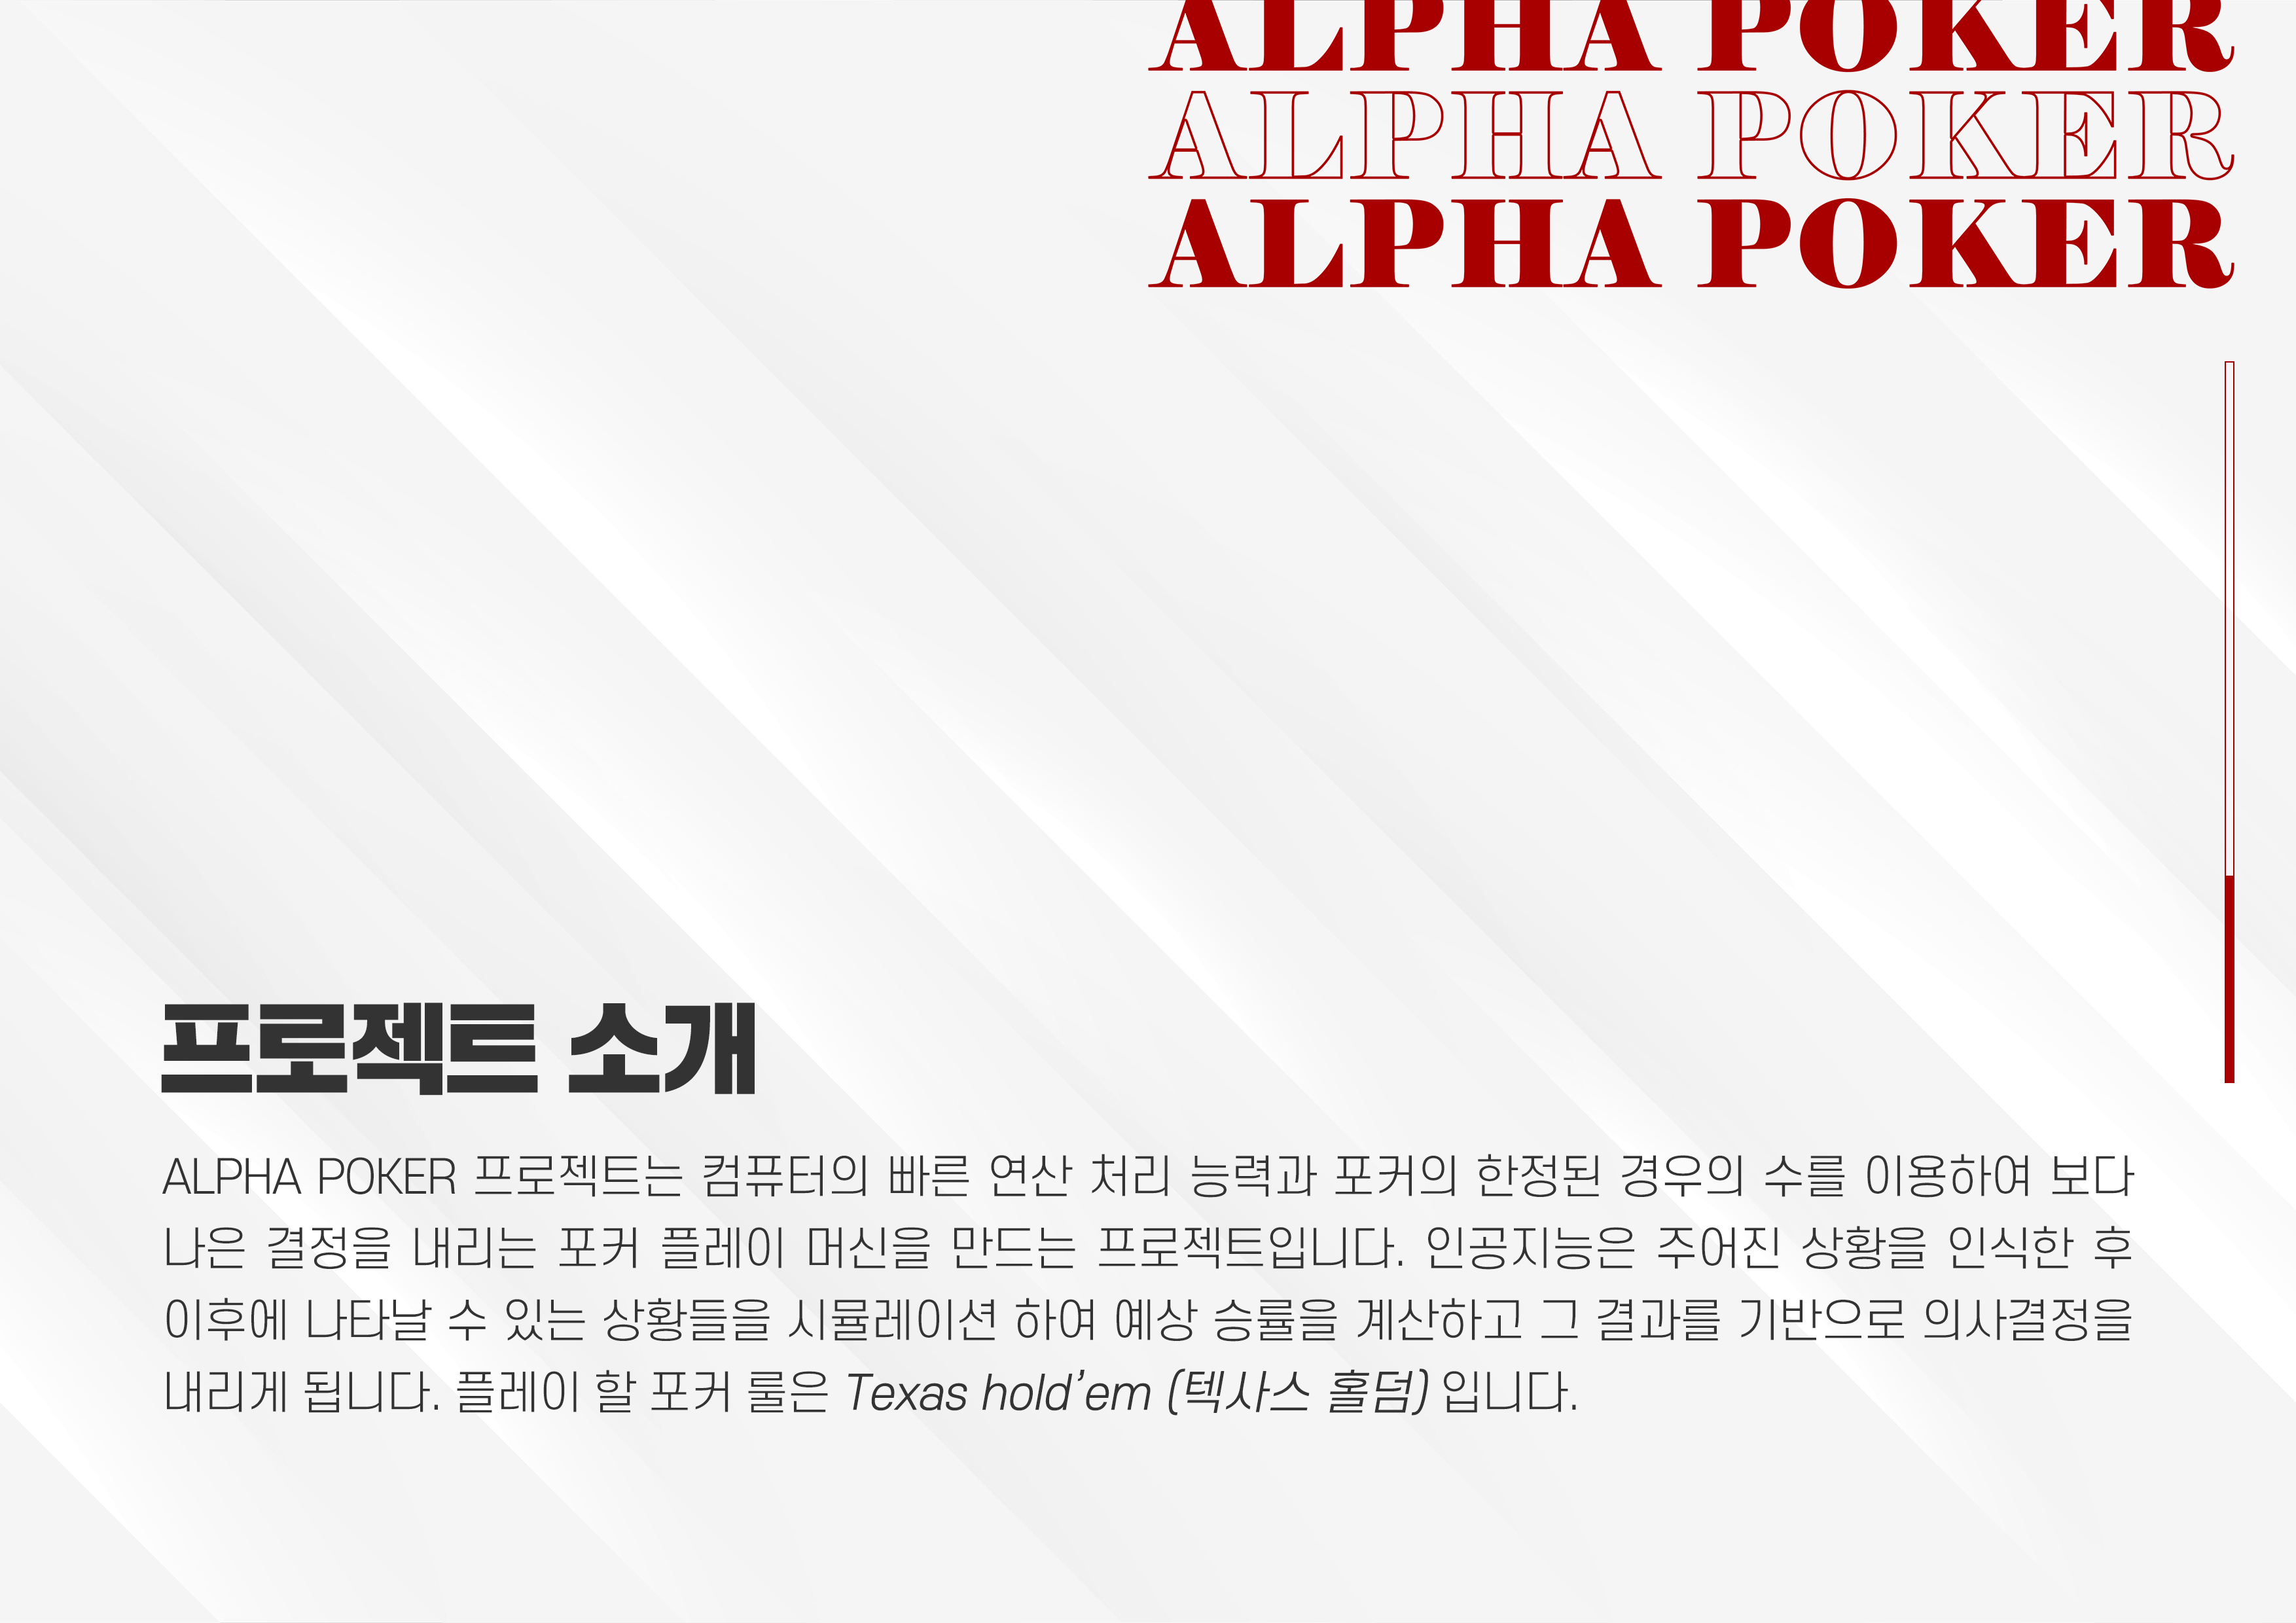 ALPHA POKER
ALPHA POKER
ALPHA POKER
프로젝트 소개
ALPHA POKER 프로젝트는 컴퓨터의 빠른 연산 처리 능력과 포커의 한정된 경우의 수를 이용하여 보다
나은 결정을 내리는 포커 플레이 머신을 만드는 프로젝트입니다. 인공지능은 주어진 상황을 인식한 후
이후에 나타날 수 있는 상황들을 시뮬레이션 하여 예상 승률을 계산하고 그 결과를 기반으로 의사결정을
내리게 됩니다. 플레이 할 포커 룰은 Texas hold’em (텍사스 홀덤) 입니다.